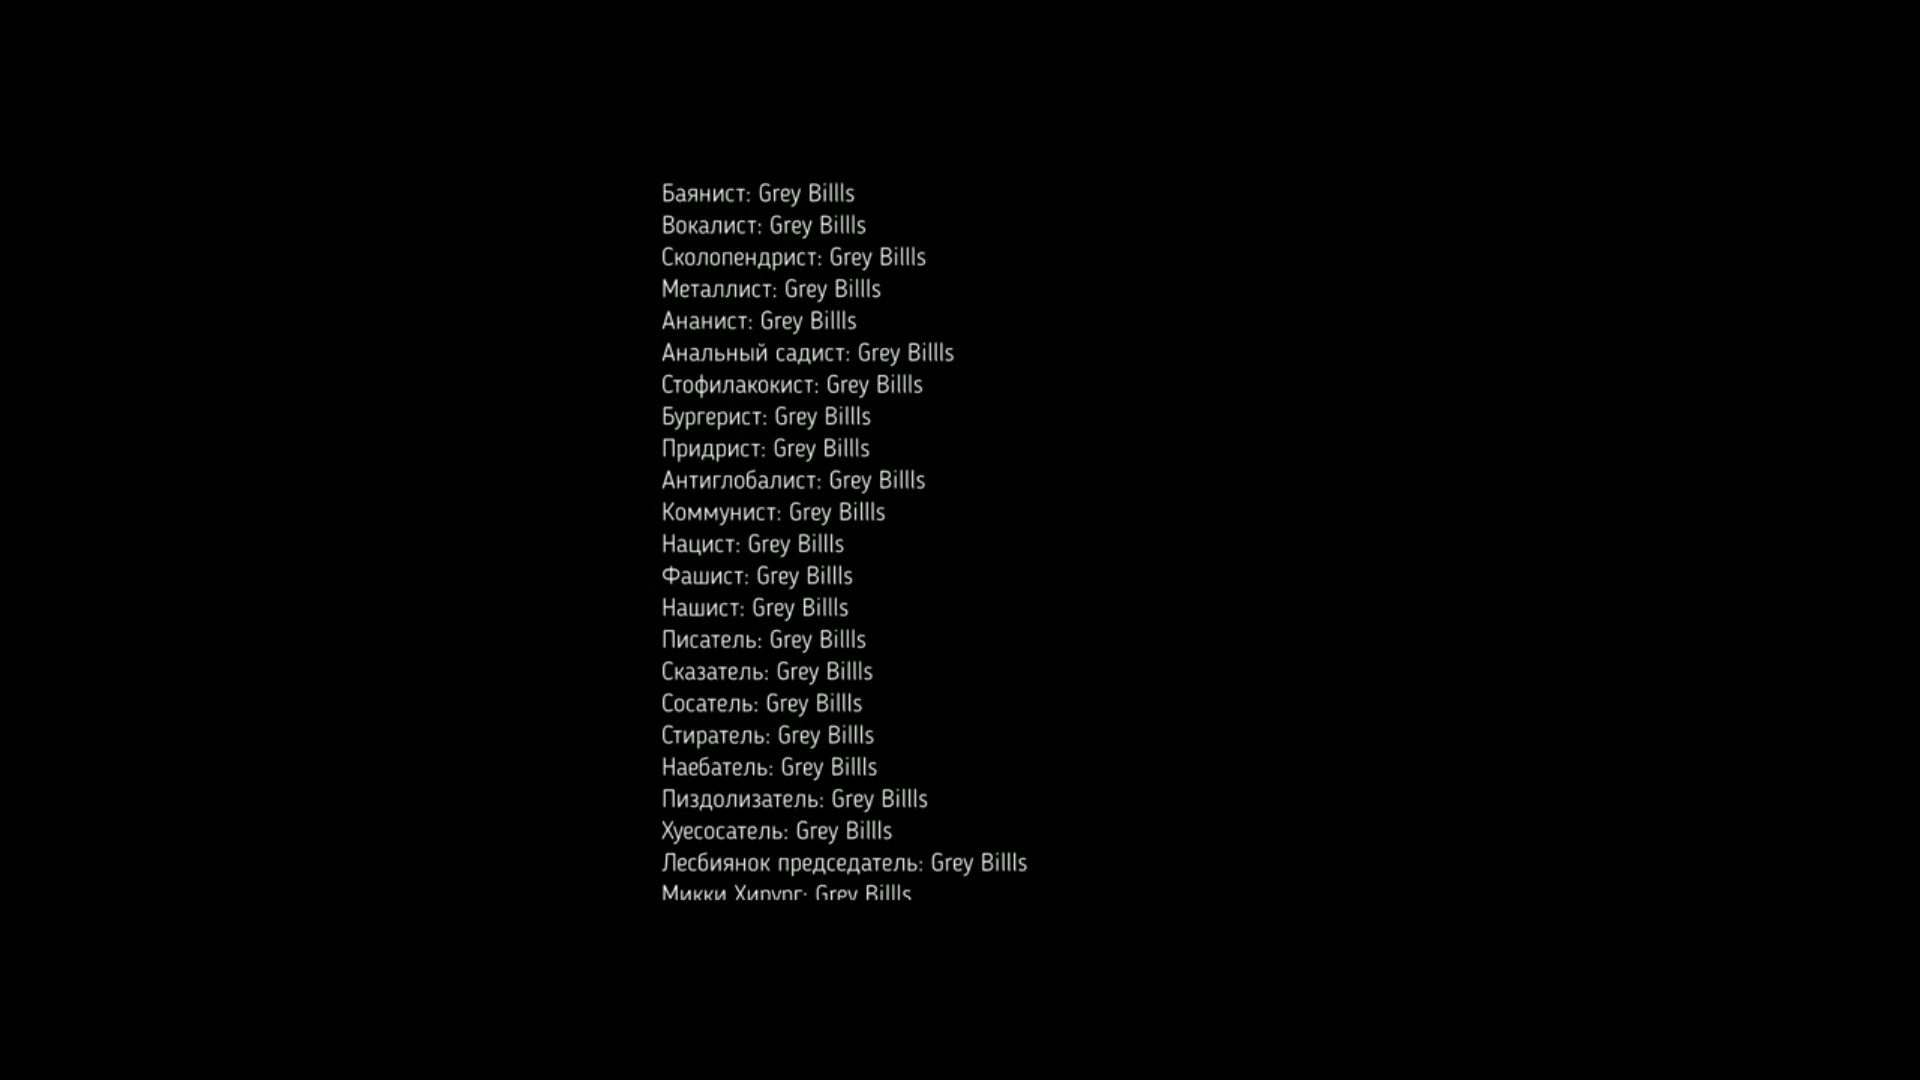 Баянист: Grey Billls
Вокалист: Grey Billls
Сколопендрист: Grey Billls
Металлист: Grey Billls
Ананист: Grey Billls
Анальный садист: Grey Billls
Стофилакокист: Grey Billls
Бургерист: Grey Billls
Придрист: Grey Billls
Антиглобалист: Grey Billls
Коммунист: Grey Billls
Нацист: Grey Billls
Фашист: Grey Billls
Нашист: Grey Billls
Писатель: Grey Billls
Сказатель: Grey Billls
Сосатель: Grey Billls
Стиратель: Grey Billls
Наебатель: Grey Billls
Пиздолизатель: Grey Billls
Хуесосатель: Grey Billls
Лесбиянок председатель: Grey Billls
Микки Хирург: Grey Billls